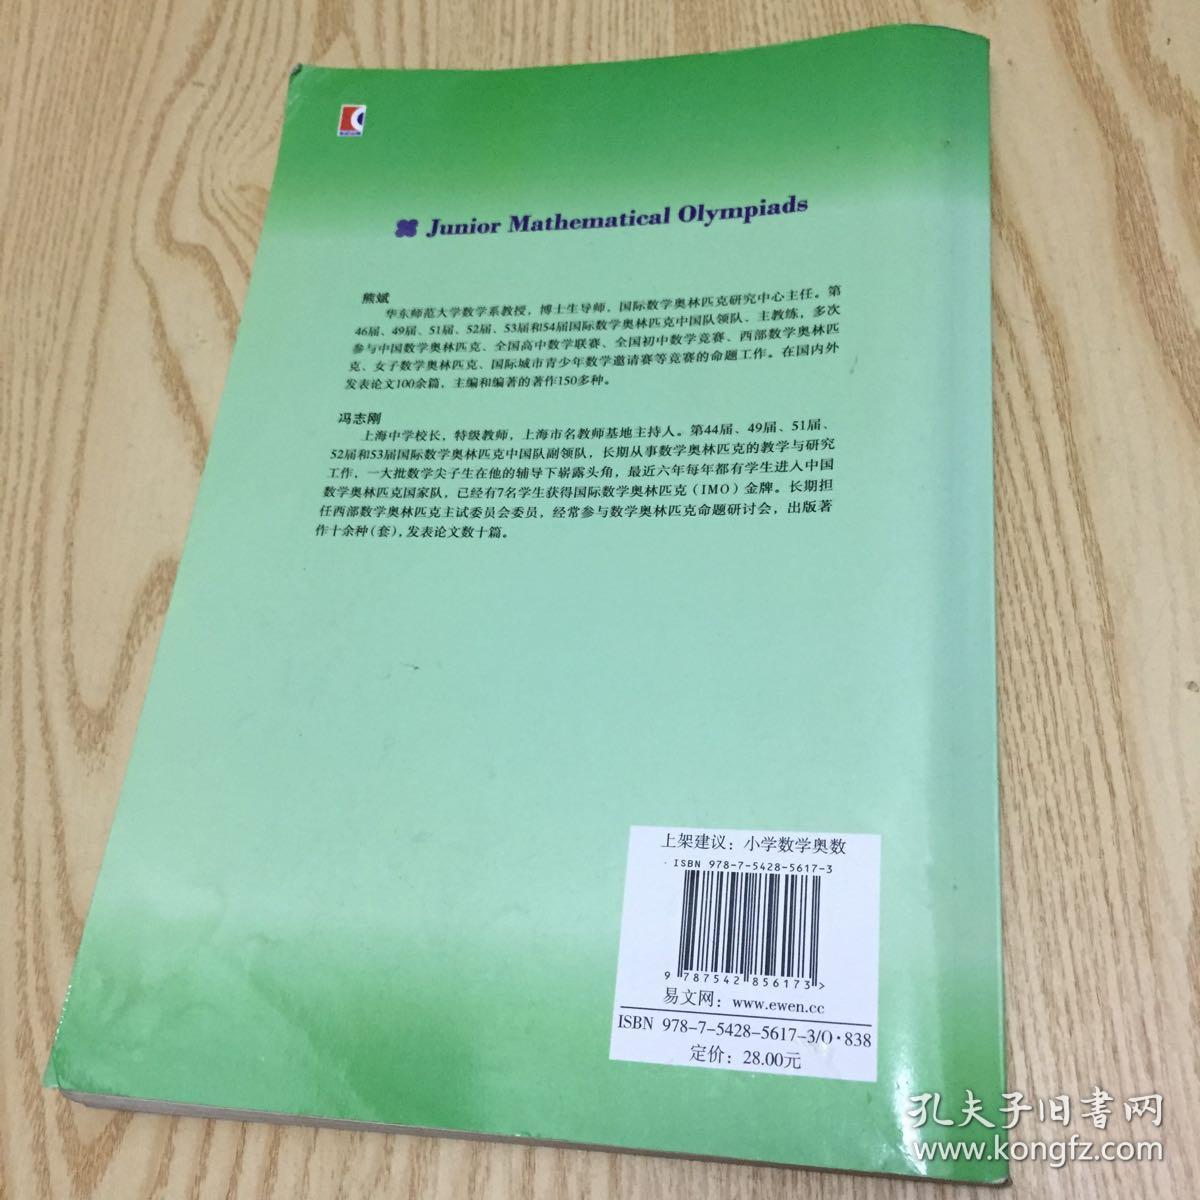 Junior Mathematical Olympiads
熊斌
华东师范大学数学系教授，博士生导师，国际数学奥林匹克研究中心主任。第
46届、49届、51届、52届、53届和54届国际数学奥林匹克中国队领队、主教练，多次
参与中国数学奥林匹克、全国高中数学联赛、全国初中数学竞赛、西部数学奥林匹
克、女子数学奥林匹克、国际城市青少年数学邀请赛等竞赛的命题工作。在国内外
发表论文100余篇，主编和编著的著作150多种。
冯志刚
上海中学校长，特级教师，上海市名教师基地主持人。第44届、49届、51届、
52届和53届国际数学奥林匹克中国队副领队，长期从事数学奥林匹克的教学与研究
工作，一大批数学尖子生在他的辅导下崭露头角，最近六年每年都有学生进入中国
数学奥林匹克国家队，已经有7名学生获得国际数学奥林匹克（IMO）金牌。长期担
任西部数学奥林匹克主试委员会委员，经常参与数学奥林匹克命题研讨会，出版著
作十余种（套），发表论文数十篇。
上架建议：小学数学奥数
ISBN 978-7-5428-5617-3
9 787542 856173 >
易文网：www.ewen.cc
ISBN 978-7-5428-5617-3/O·838
定价：28.00元
孔夫子旧书网
www.kongfz.com